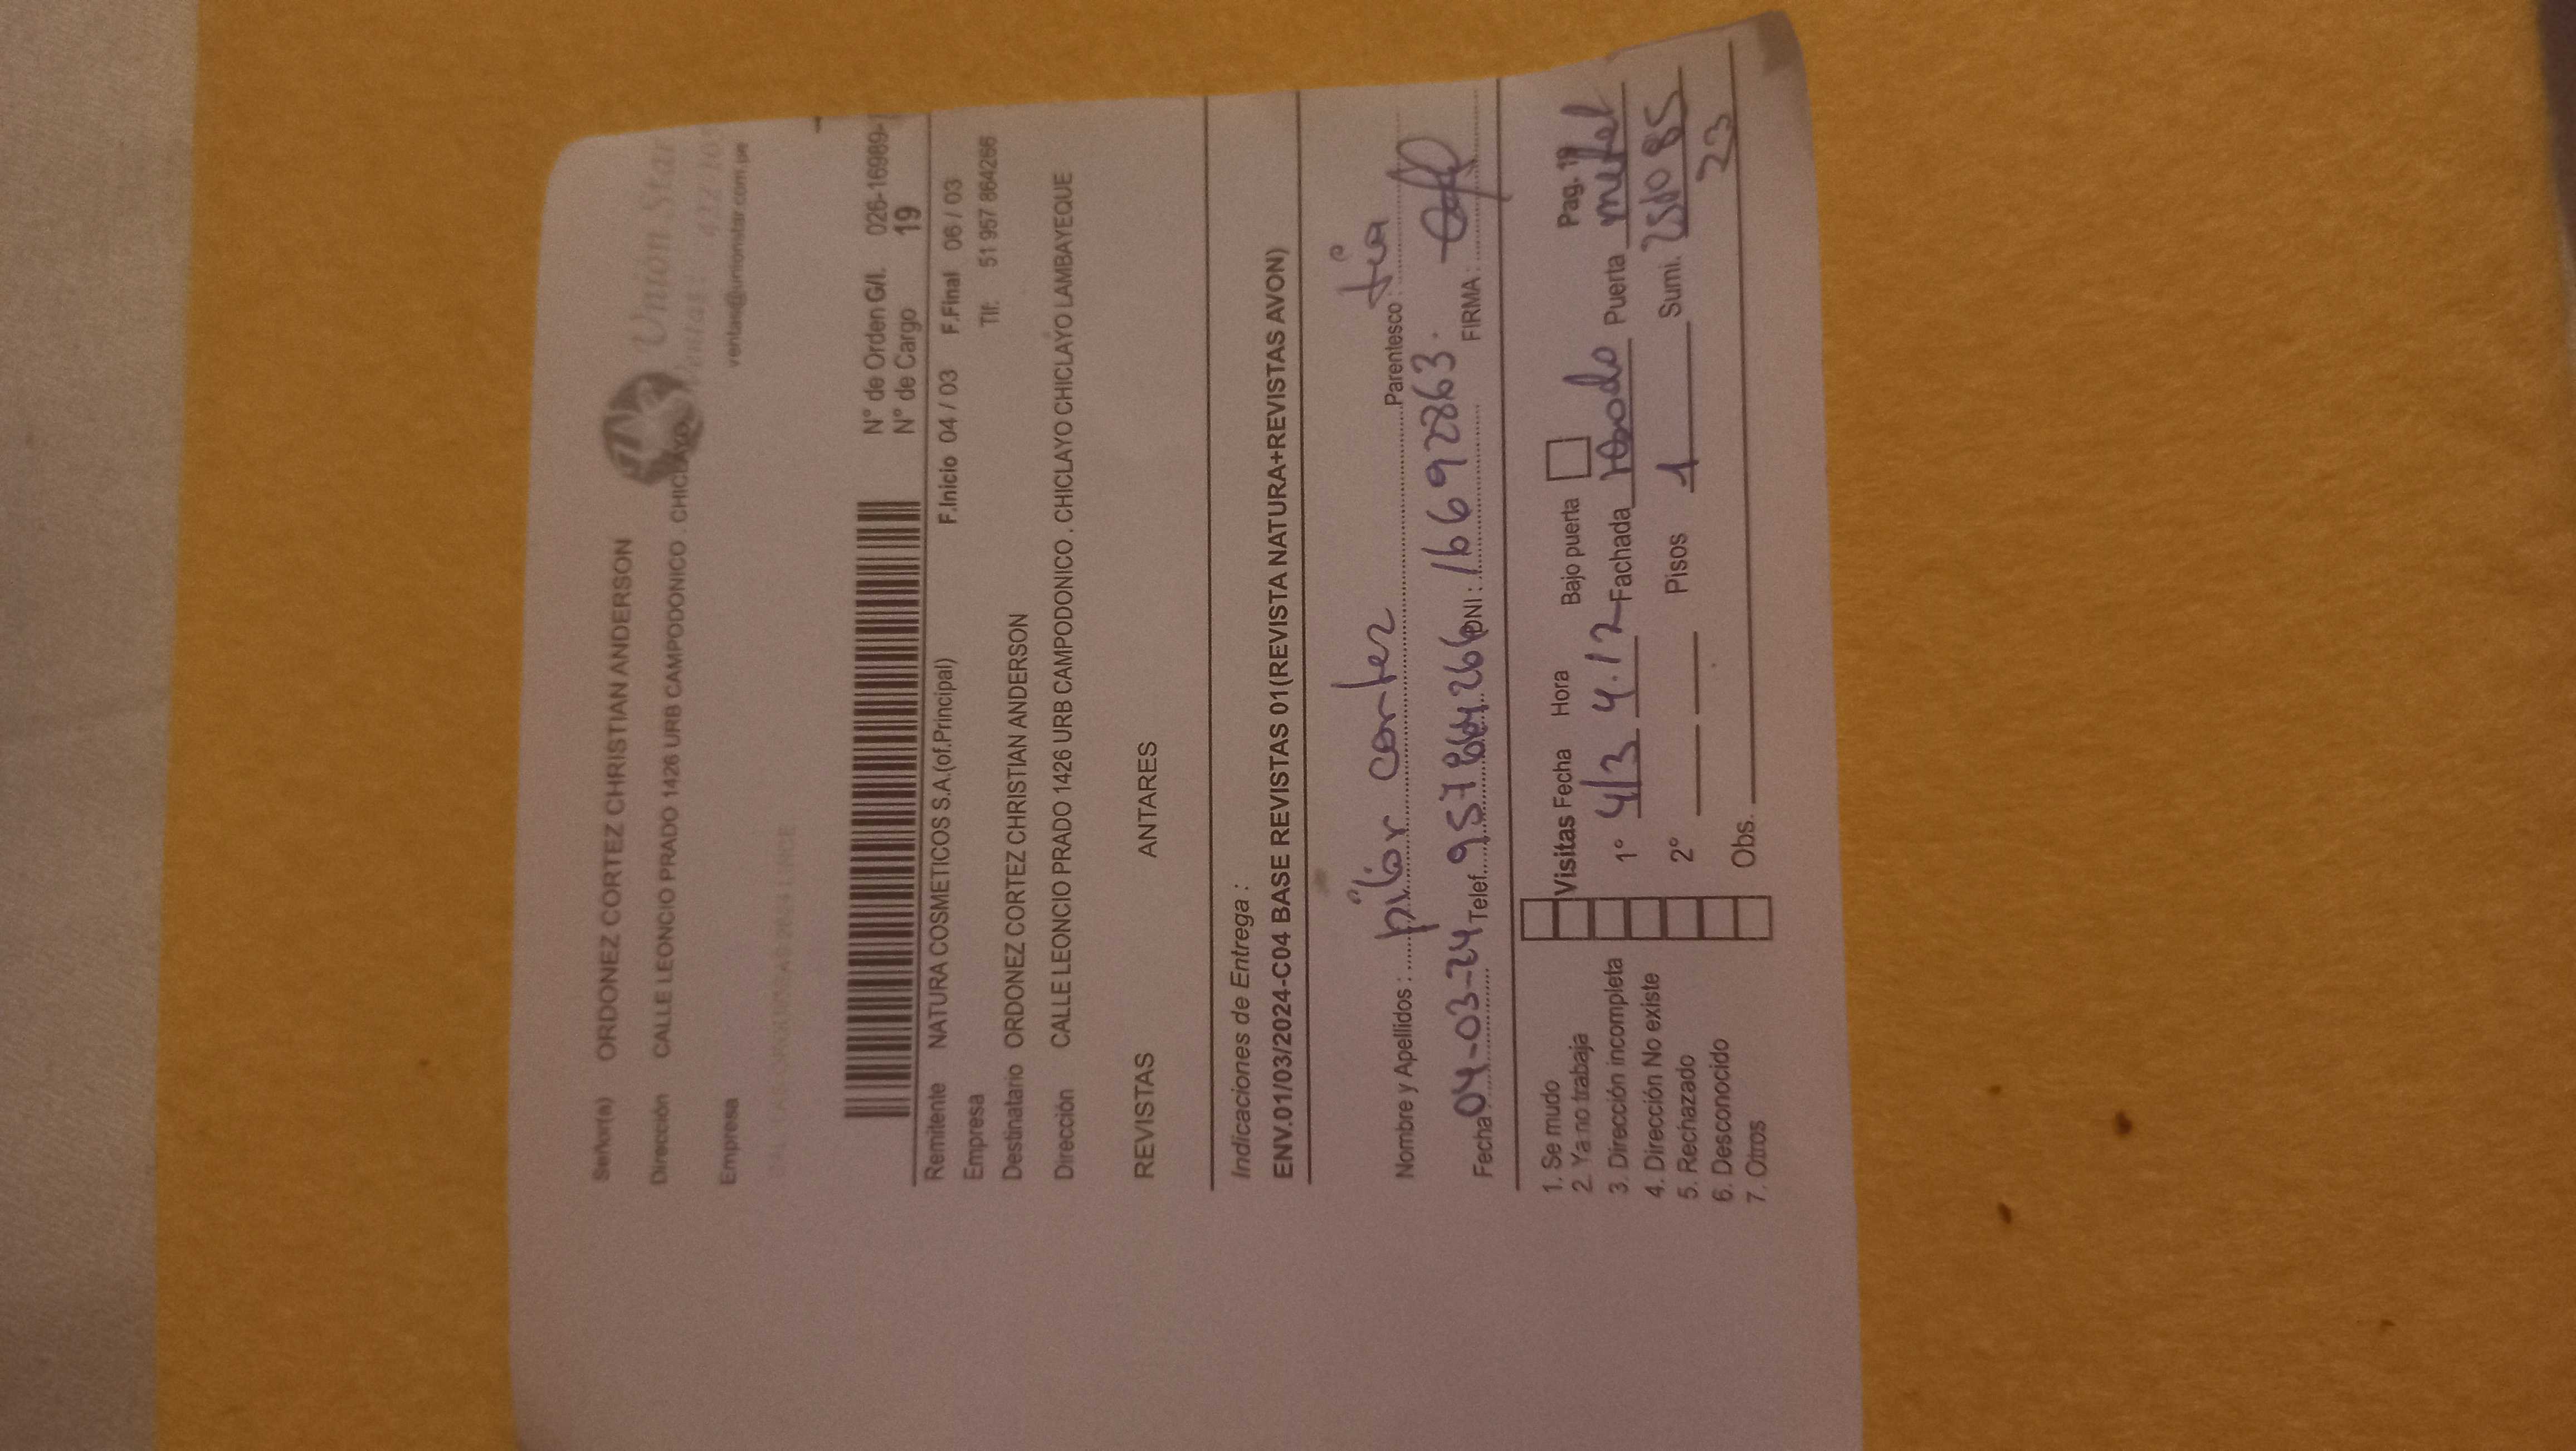 Señor(a) ORDONEZ CORTEZ CHRISTIAN ANDERSON
Union Star
Dirección CALLE LEONCIO PRADO 1426 URB CAMPODONICO . CHICLAYO
Ventas:
ventas@unionstar.com.pe
Empresa
N° de Orden G/I. 026-16989-
N° de Cargo 19
Remitente NATURA COSMETICOS S.A.(of.Principal) F.Inicio 04 / 03 F.Final 06 / 03
Empresa Tlf. 51 957 8642666
Destinatario ORDONEZ CORTEZ CHRISTIAN ANDERSON
Dirección CALLE LEONCIO PRADO 1426 URB CAMPODONICO . CHICLAYO CHICLAYO LAMBAYEQUE
REVISTAS ANTARES
Indicaciones de Entrega :
ENV.01/03/2024-C04 BASE REVISTAS 01(REVISTA NATURA+REVISTAS AVON)
Nombre y Apellidos : pilar cortez Parentesco : tía
Fecha 04-03-24 Telef. 957864266 DNI : 16692863. FIRMA :
1. Se mudo
2. Ya no trabaja Visitas Fecha Hora Bajo puerta Pag. 19
3. Dirección incompleta 1° 4/3 4.12 Fachada Puerta metal
4. Dirección No existe
5. Rechazado 2° Pisos 1 Sumi. 251085
6. Desconocido 23
7. Otros Obs.